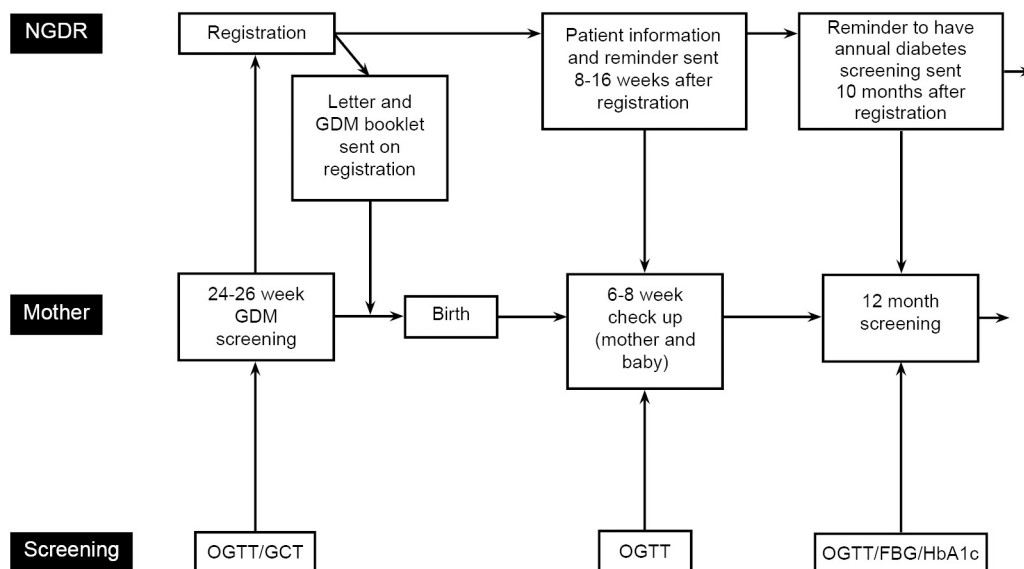 NGDR
Registration
Letter and
GDM booklet
sent on
registration
Patient information
and reminder sent
8-16 weeks after
registration
Reminder to have
annual diabetes
screening sent
10 months after
registration
Mother
24-26 week
GDM
screening
Birth
6-8 week
check up
(mother and
baby)
12 month
screening
Screening
OGTT/GCT
OGTT
OGTT/FBG/HbA1c